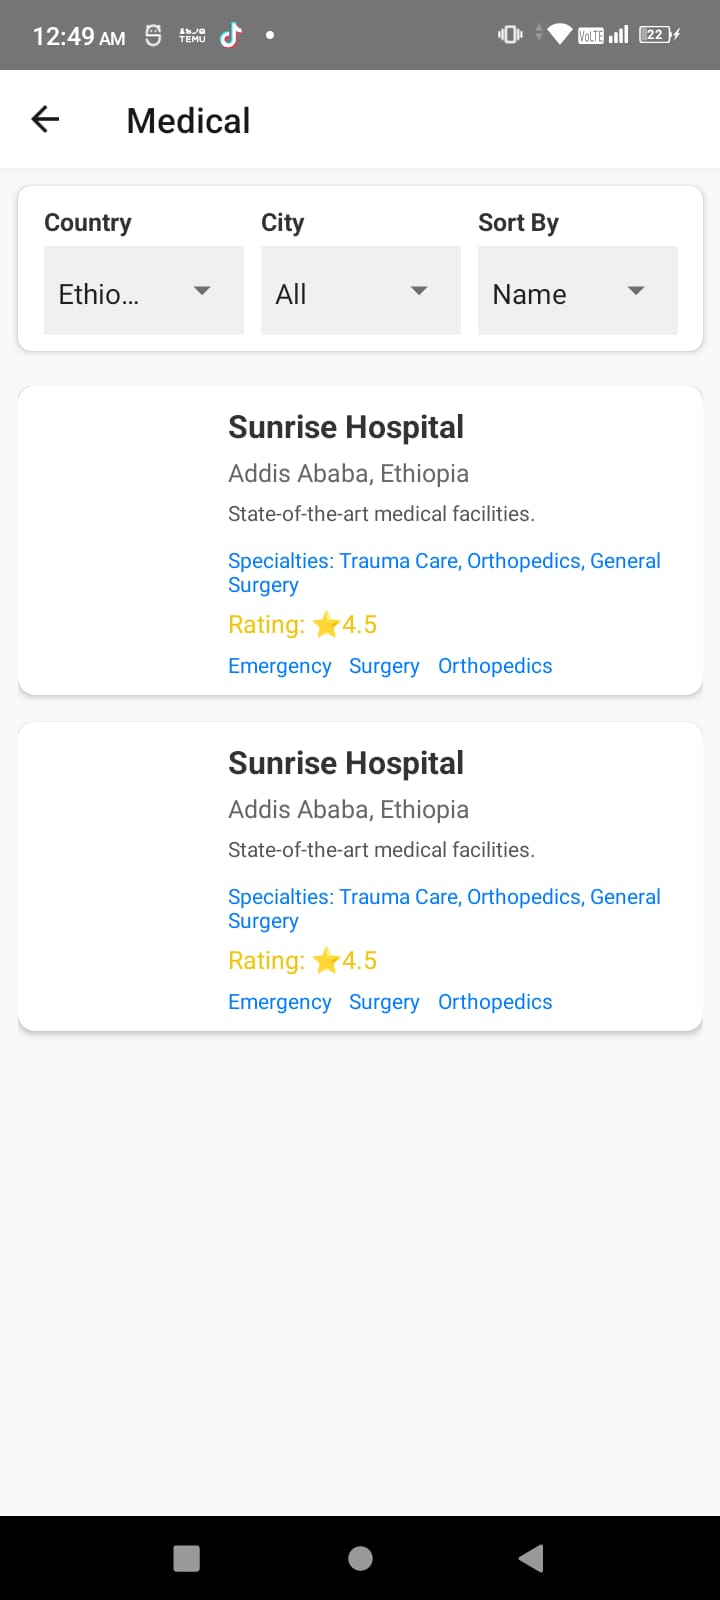 12:49 AM TEMU VoLTE 22
Medical
Country City Sort By
Ethio... All Name
Sunrise Hospital
Addis Ababa, Ethiopia
State-of-the-art medical facilities.
Specialties: Trauma Care, Orthopedics, General
Surgery
Rating: ⭐4.5
Emergency Surgery Orthopedics
Sunrise Hospital
Addis Ababa, Ethiopia
State-of-the-art medical facilities.
Specialties: Trauma Care, Orthopedics, General
Surgery
Rating: ⭐4.5
Emergency Surgery Orthopedics